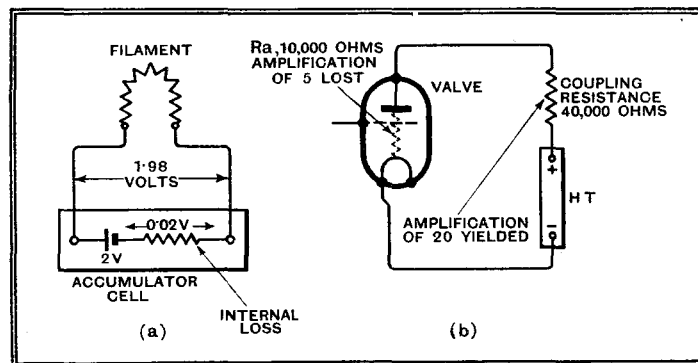 FILAMENT
1·98
VOLTS
0·02V
2V
ACCUMULATOR
CELL
INTERNAL
LOSS
(a)
Ra,10,000 OHMS
AMPLIFICATION
OF 5 LOST
VALVE
COUPLING
RESISTANCE
40,000 OHMS
+
HT
−
AMPLIFICATION
OF 20 YIELDED
(b)